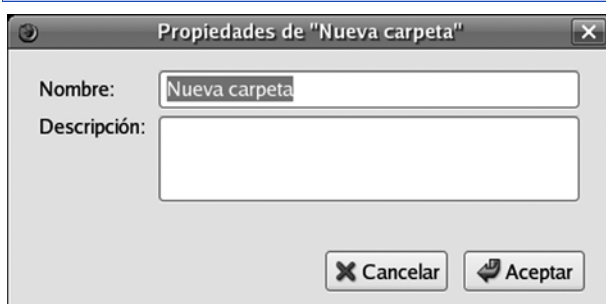 Propiedades de "Nueva carpeta"
Nombre: Nueva carpeta
Descripción:
Cancelar Aceptar